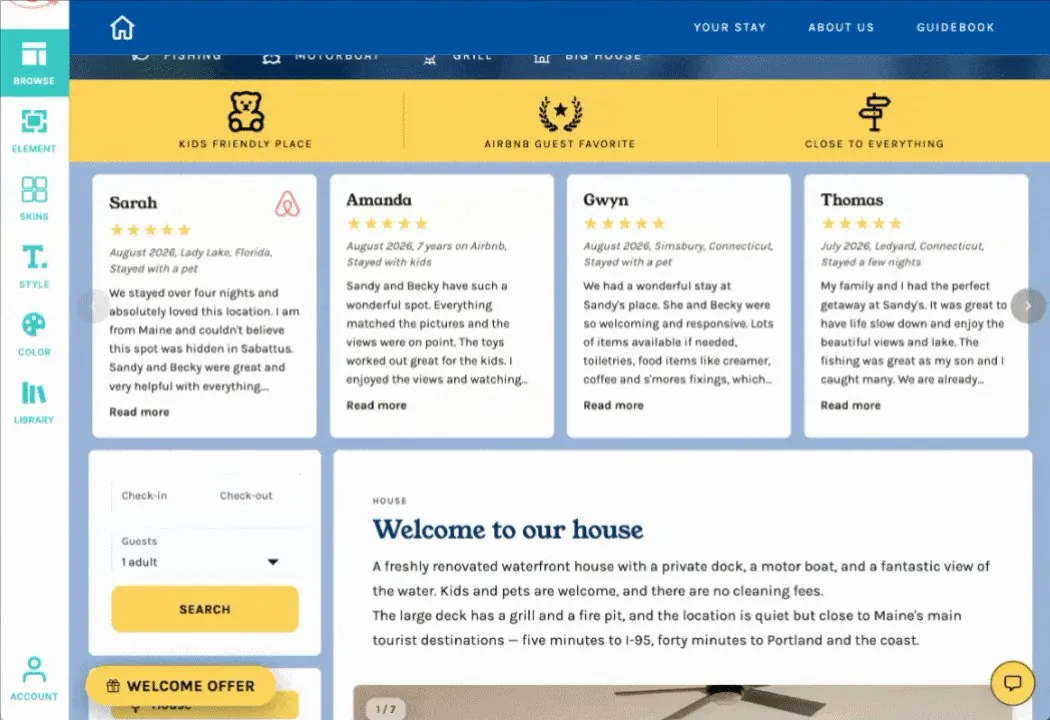 YOUR STAY
ABOUT US
GUIDEBOOK
BROWSE
ELEMENT
SKINS
STYLE
COLOR
LIBRARY
ACCOUNT
FISHING
MOTORBOAT
GRILL
BIG HOUSE
KIDS FRIENDLY PLACE
AIRBNB GUEST FAVORITE
CLOSE TO EVERYTHING
Sarah
August 2026, Lady Lake, Florida,
Stayed with a pet
We stayed over four nights and
absolutely loved this location. I am
from Maine and couldn't believe
this spot was hidden in Sabattus.
Sandy and Becky were great and
very helpful with everything....
Read more
Amanda
August 2026, 7 years on Airbnb,
Stayed with kids
Sandy and Becky have such a
wonderful spot. Everything
matched the pictures and the
views were on point. The toys
worked out great for the kids. I
enjoyed the views and watching...
Read more
Gwyn
August 2026, Simsbury, Connecticut,
Stayed with a pet
We had a wonderful stay at
Sandy's place. She and Becky were
so welcoming and responsive. Lots
of items available if needed,
toiletries, food items like creamer,
coffee and s'mores fixings, which...
Read more
Thomas
July 2026, Ledyard, Connecticut,
Stayed a few nights
My family and I had the perfect
getaway at Sandy's. It was great to
have life slow down and enjoy the
beautiful views and lake. The
fishing was great as my son and I
caught many. We are already...
Read more
Check-in
Check-out
Guests
1 adult
SEARCH
WELCOME OFFER
House
HOUSE
Welcome to our house
A freshly renovated waterfront house with a private dock, a motor boat, and a fantastic view of
the water. Kids and pets are welcome, and there are no cleaning fees.
The large deck has a grill and a fire pit, and the location is quiet but close to Maine's main
tourist destinations — five minutes to I-95, forty minutes to Portland and the coast.
1 / 7